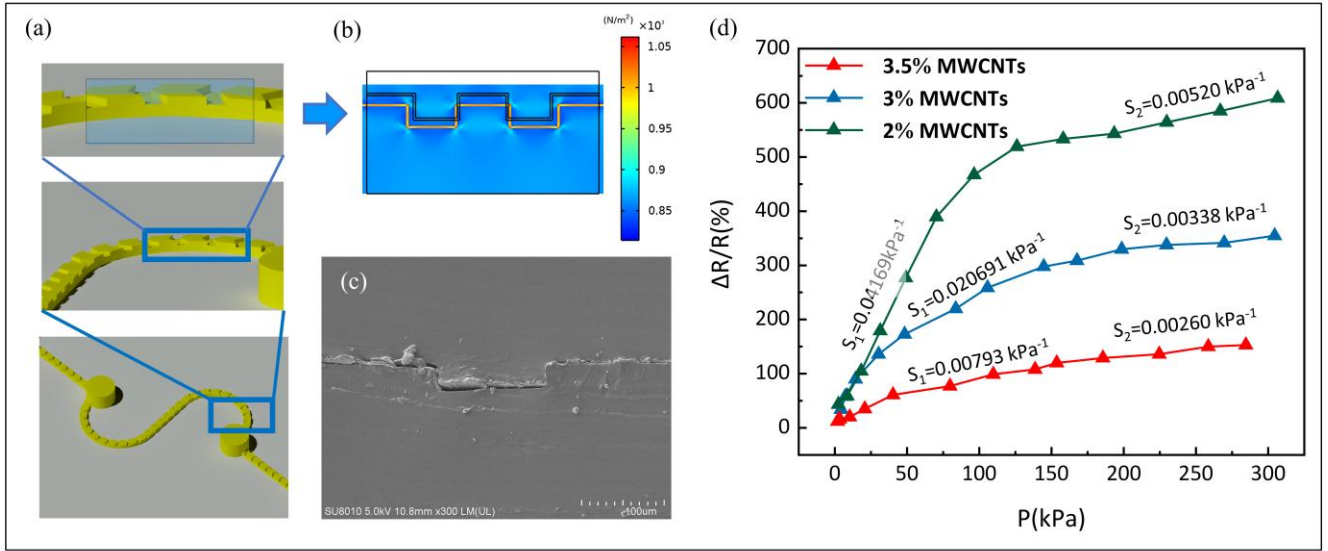 (a)
(b)
(N/m²)
×10⁵
1.05
1
0.95
0.9
0.85
(c)
SU8010 5.0kV 10.8mm x300 LM(UL)
100um
(d)
700
600
500
400
300
200
100
0
ΔR/R(%)
3.5% MWCNTs
3% MWCNTs
2% MWCNTs
S₂=0.00520 kPa⁻¹
S₁=0.04169kPa⁻¹
S₁=0.020691 kPa⁻¹
S₂=0.00338 kPa⁻¹
S₁=0.00793 kPa⁻¹
S₂=0.00260 kPa⁻¹
0 50 100 150 200 250 300
P(kPa)